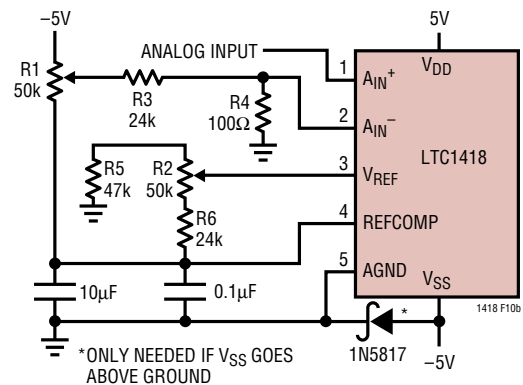 –5V
5V
ANALOG INPUT
R1
50k
R3
24k
R4
100Ω
1
AIN+
VDD
2
AIN–
LTC1418
R5
47k
R2
50k
3
VREF
R6
24k
4
REFCOMP
5
AGND
VSS
10µF
0.1µF
1418 F10b
*
1N5817
–5V
*ONLY NEEDED IF VSS GOES
ABOVE GROUND